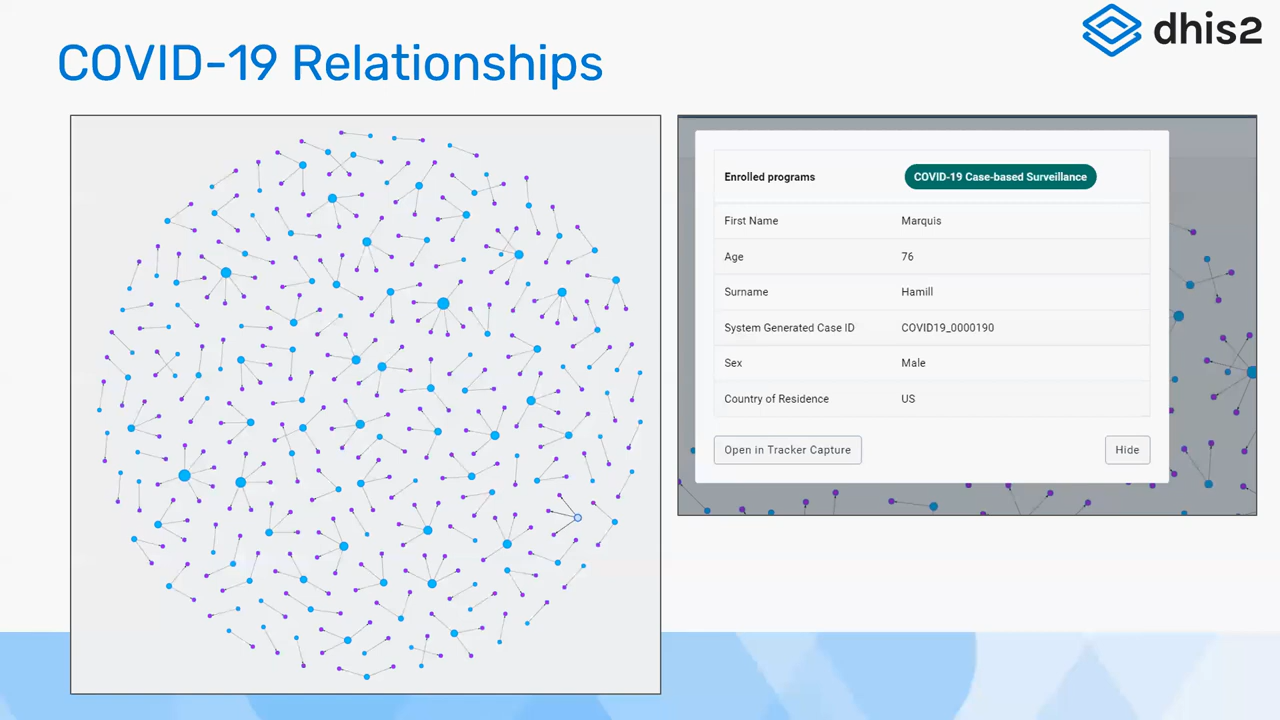 dhis2
COVID-19 Relationships
Enrolled programs COVID-19 Case-based Surveillance
First Name Marquis
Age 76
Surname Hamill
System Generated Case ID COVID19_0000190
Sex Male
Country of Residence US
Open in Tracker Capture Hide